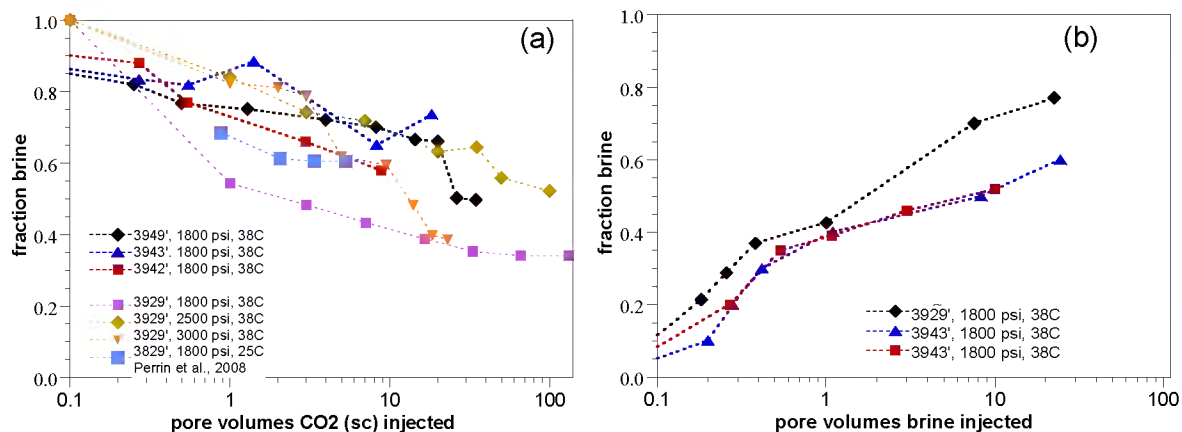 (a)
1.0
0.8
0.6
0.4
0.2
0.0
fraction brine
3949', 1800 psi, 38C
3943', 1800 psi, 38C
3942', 1800 psi, 38C
3929', 1800 psi, 38C
3929', 2500 psi, 38C
3929', 3000 psi, 38C
3829', 1800 psi, 25C
Perrin et al., 2008
0.1 1 10 100
pore volumes CO2 (sc) injected
(b)
1.0
0.8
0.6
0.4
0.2
0.0
fraction brine
3929', 1800 psi, 38C
3943', 1800 psi, 38C
3943', 1800 psi, 38C
0.1 1 10 100
pore volumes brine injected